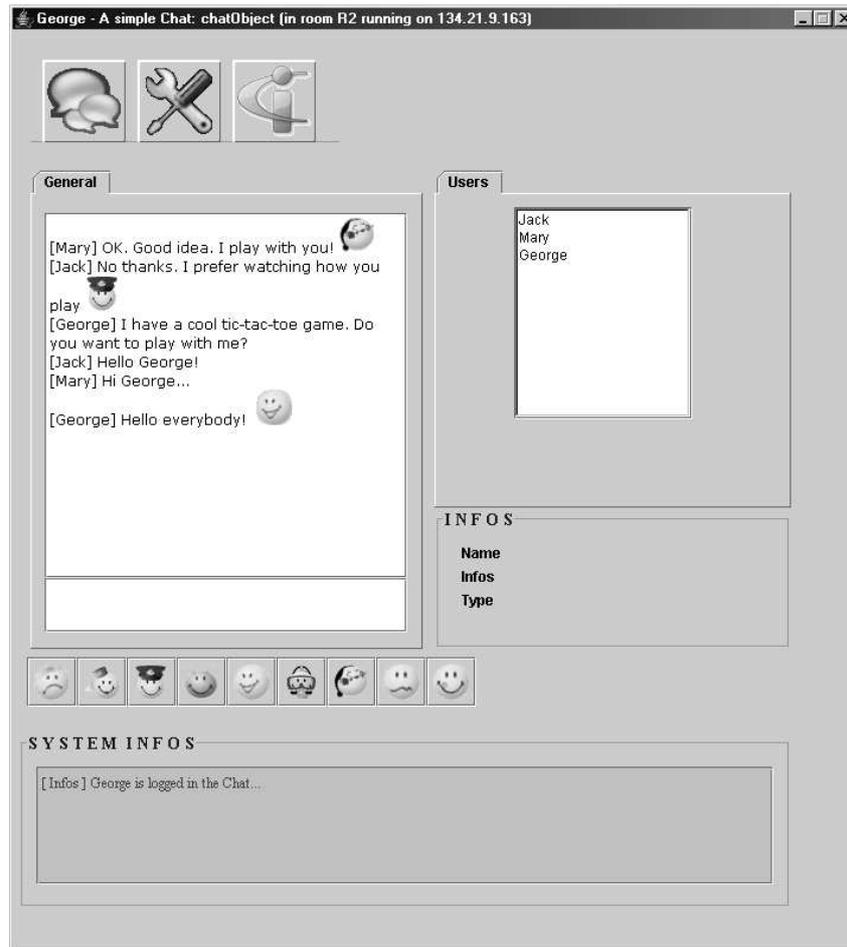 George - A simple Chat: chatObject (in room R2 running on 134.21.9.163)
General
[Mary] OK. Good idea. I play with you!
[Jack] No thanks. I prefer watching how you
play
[George] I have a cool tic-tac-toe game. Do
you want to play with me?
[Jack] Hello George!
[Mary] Hi George...
[George] Hello everybody!
Users
Jack
Mary
George
INFOS
Name
Infos
Type
SYSTEM INFOS
[ Infos ] George is logged in the Chat...